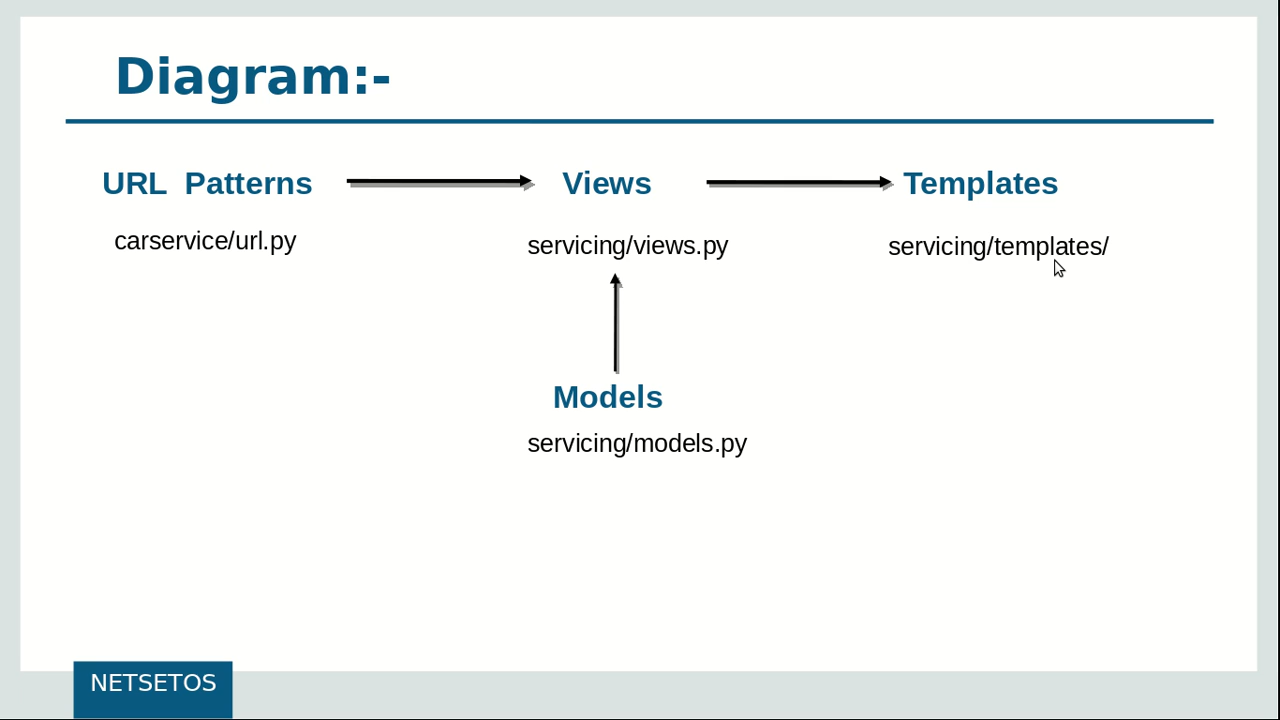 Diagram:-
URL Patterns
Views
Templates
carservice/url.py
servicing/views.py
servicing/templates/
Models
servicing/models.py
NETSETOS